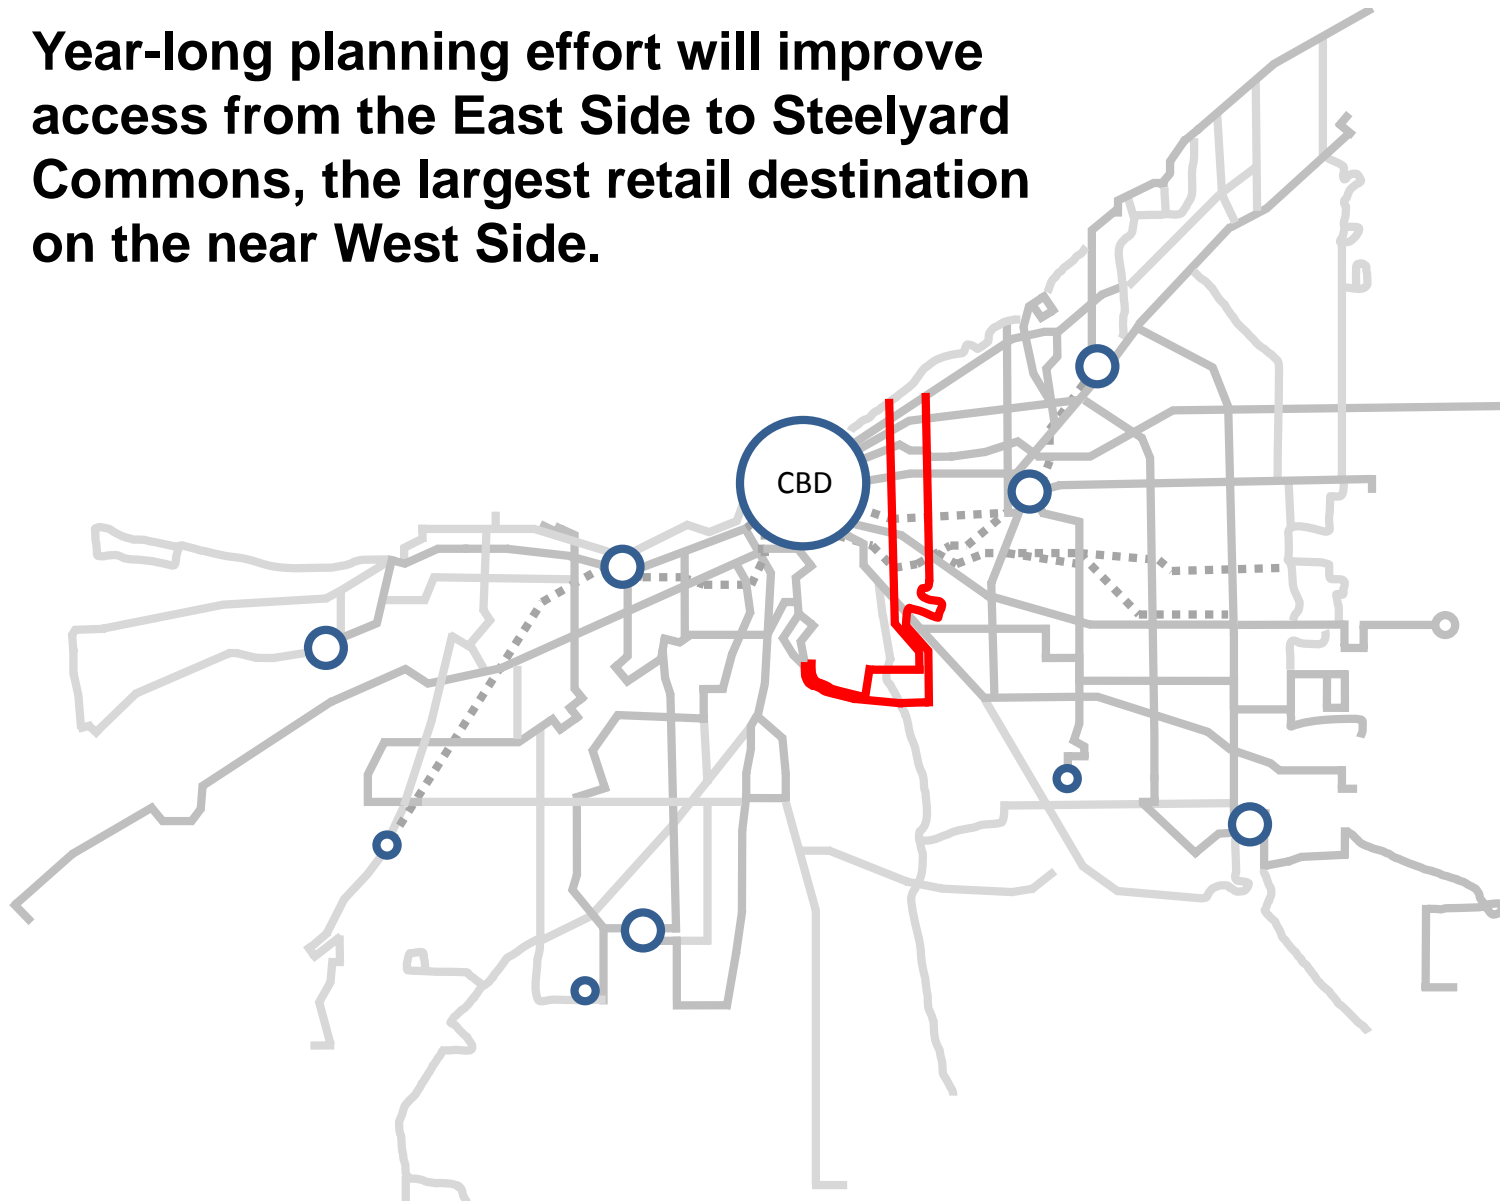 Year-long planning effort will improve
access from the East Side to Steelyard
Commons, the largest retail destination
on the near West Side.
CBD